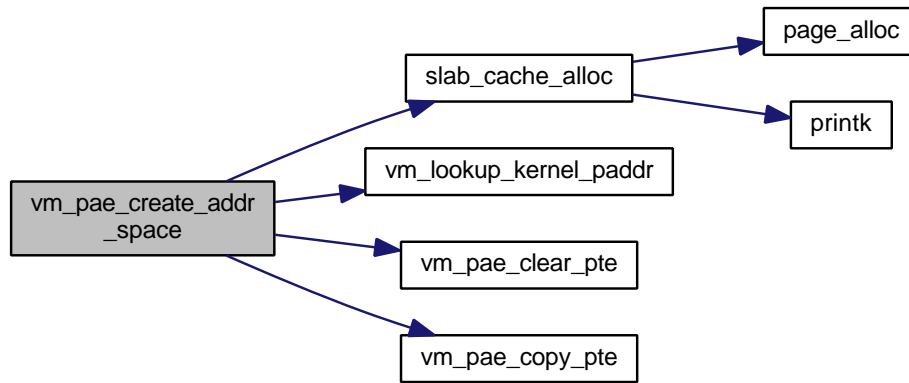 page_alloc
slab_cache_alloc
printk
vm_lookup_kernel_paddr
vm_pae_create_addr
_space
vm_pae_clear_pte
vm_pae_copy_pte